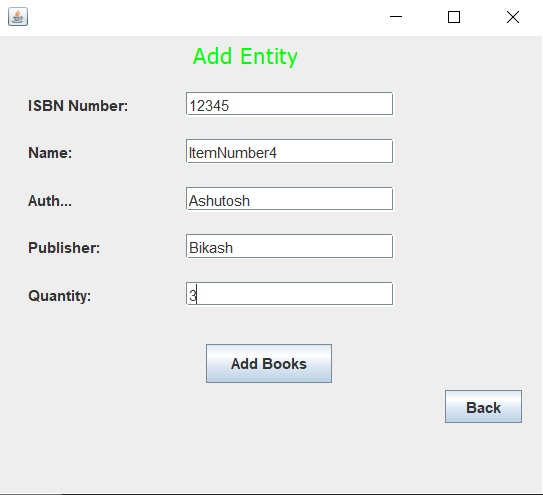 Add Entity
ISBN Number: 12345
Name: ItemNumber4
Auth... Ashutosh
Publisher: Bikash
Quantity: 3
Add Books
Back